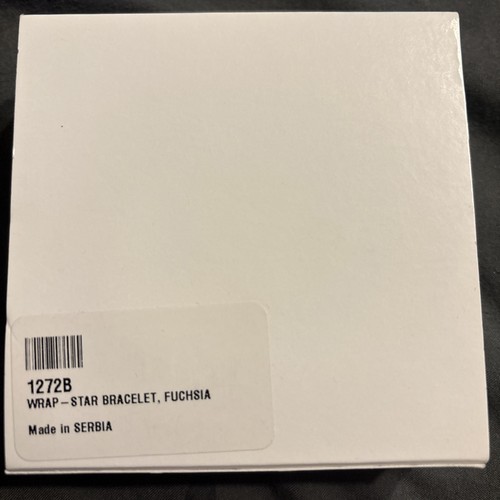 1272B
WRAP-STAR BRACELET, FUCHSIA
Made in SERBIA